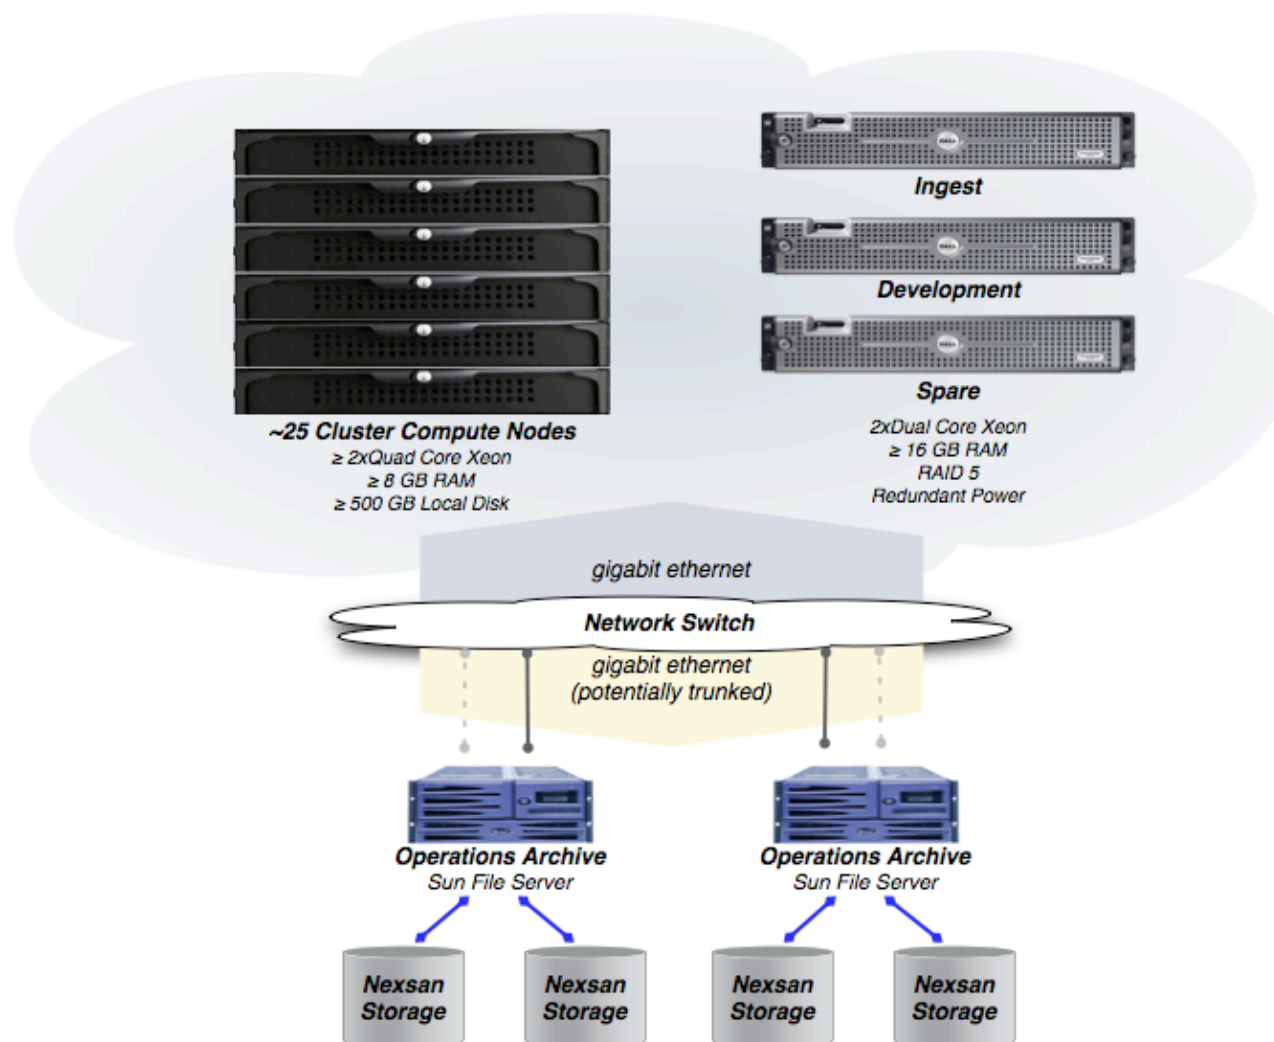 Ingest
Development
Spare
2xDual Core Xeon
≥ 16 GB RAM
RAID 5
Redundant Power
~25 Cluster Compute Nodes
≥ 2xQuad Core Xeon
≥ 8 GB RAM
≥ 500 GB Local Disk
gigabit ethernet
Network Switch
gigabit ethernet
(potentially trunked)
Operations Archive
Sun File Server
Operations Archive
Sun File Server
Nexsan
Storage
Nexsan
Storage
Nexsan
Storage
Nexsan
Storage